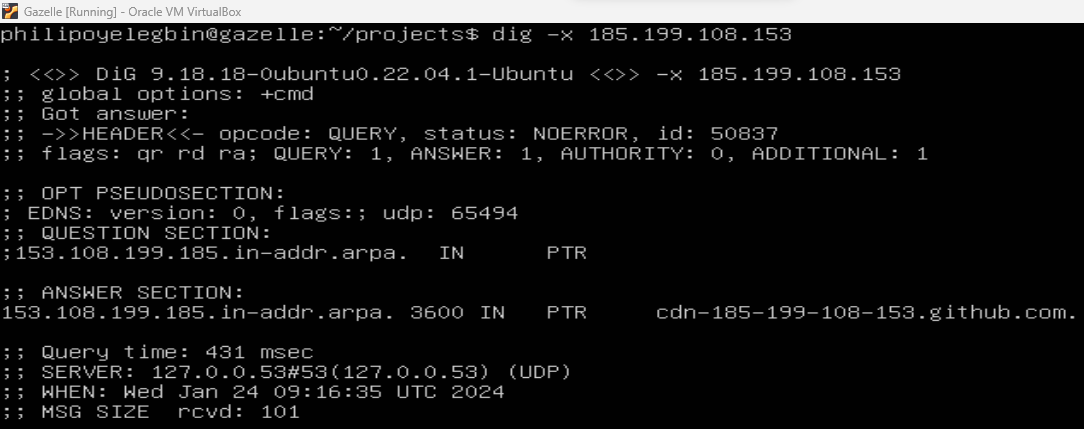 Gazelle [Running] - Oracle VM VirtualBox
philipoyelegbin@gazelle:~/projects$ dig -x 185.199.108.153
; <<>> DiG 9.18.18-0ubuntu0.22.04.1-Ubuntu <<>> -x 185.199.108.153
;; global options: +cmd
;; Got answer:
;; ->>HEADER<<- opcode: QUERY, status: NOERROR, id: 50837
;; flags: qr rd ra; QUERY: 1, ANSWER: 1, AUTHORITY: 0, ADDITIONAL: 1
;; OPT PSEUDOSECTION:
; EDNS: version: 0, flags:; udp: 65494
;; QUESTION SECTION:
;153.108.199.185.in-addr.arpa. IN PTR
;; ANSWER SECTION:
153.108.199.185.in-addr.arpa. 3600 IN PTR cdn-185-199-108-153.github.com.
;; Query time: 431 msec
;; SERVER: 127.0.0.53#53(127.0.0.53) (UDP)
;; WHEN: Wed Jan 24 09:16:35 UTC 2024
;; MSG SIZE rcvd: 101